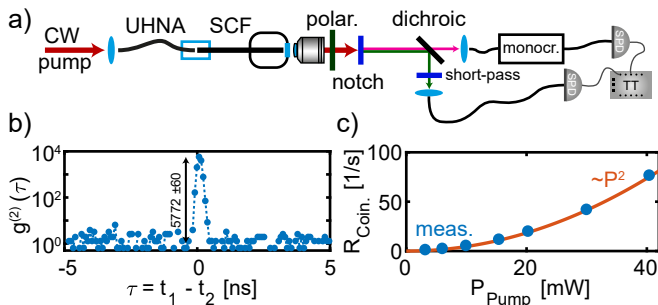 a)
CW
pump
UHNA
SCF
polar.
notch
dichroic
short-pass
monocr.
SPD
SPD
TT
b)
g⁽²⁾(τ)
10⁴
10²
10⁰
5772 ±60
-5
0
5
τ = t₁ - t₂ [ns]
c)
R_Coin. [1/s]
100
50
0
~P²
meas.
0
20
40
P_Pump [mW]